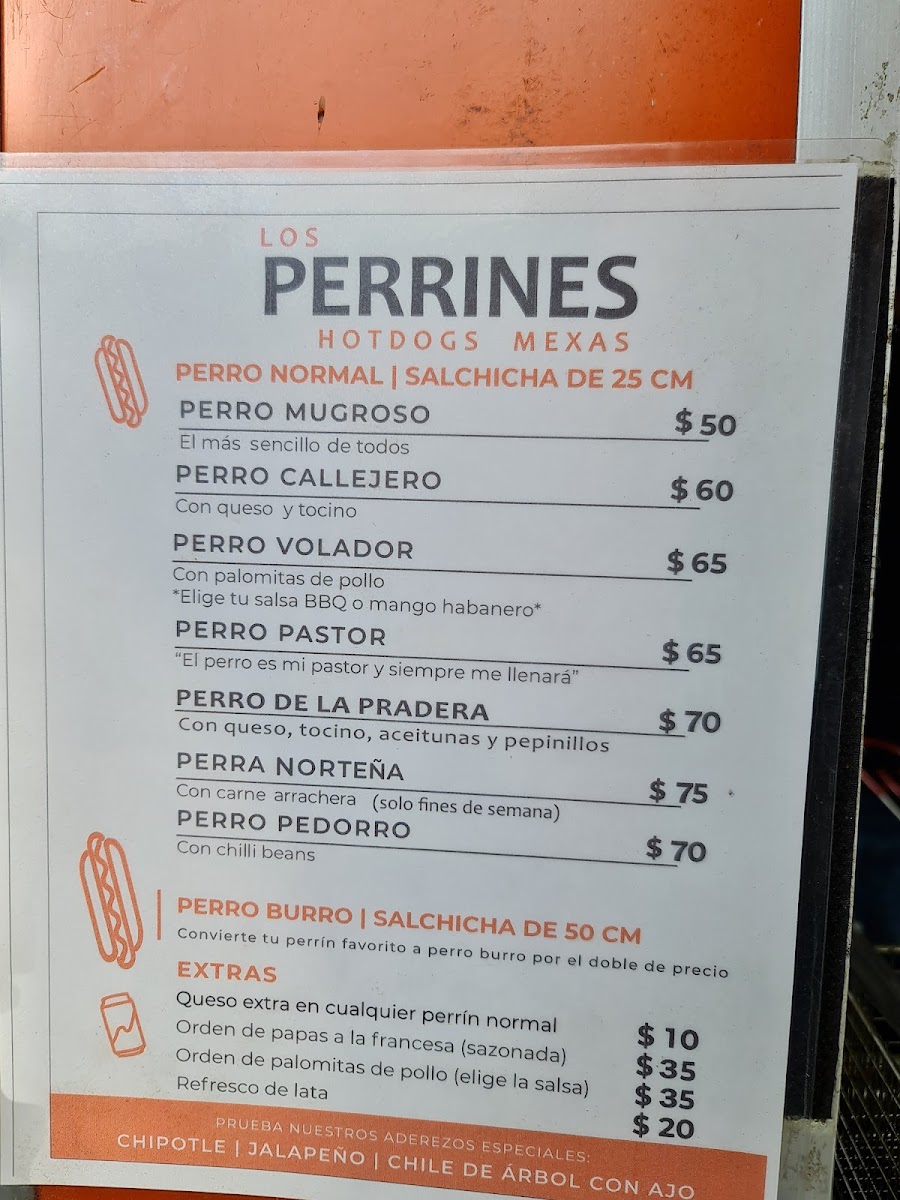 LOS
PERRINES
HOTDOGS MEXAS
PERRO NORMAL | SALCHICHA DE 25 CM
PERRO MUGROSO $ 50
El más sencillo de todos
PERRO CALLEJERO $ 60
Con queso y tocino
PERRO VOLADOR $ 65
Con palomitas de pollo
*Elige tu salsa BBQ o mango habanero*
PERRO PASTOR $ 65
“El perro es mi pastor y siempre me llenará”
PERRO DE LA PRADERA $ 70
Con queso, tocino, aceitunas y pepinillos
PERRA NORTEÑA $ 75
Con carne arrachera (solo fines de semana)
PERRO PEDORRO $ 70
Con chilli beans
PERRO BURRO | SALCHICHA DE 50 CM
Convierte tu perrín favorito a perro burro por el doble de precio
EXTRAS
Queso extra en cualquier perrín normal $ 10
Orden de papas a la francesa (sazonada) $ 35
Orden de palomitas de pollo (elige la salsa) $ 35
Refresco de lata $ 20
PRUEBA NUESTROS ADEREZOS ESPECIALES:
CHIPOTLE | JALAPEÑO | CHILE DE ÁRBOL CON AJO